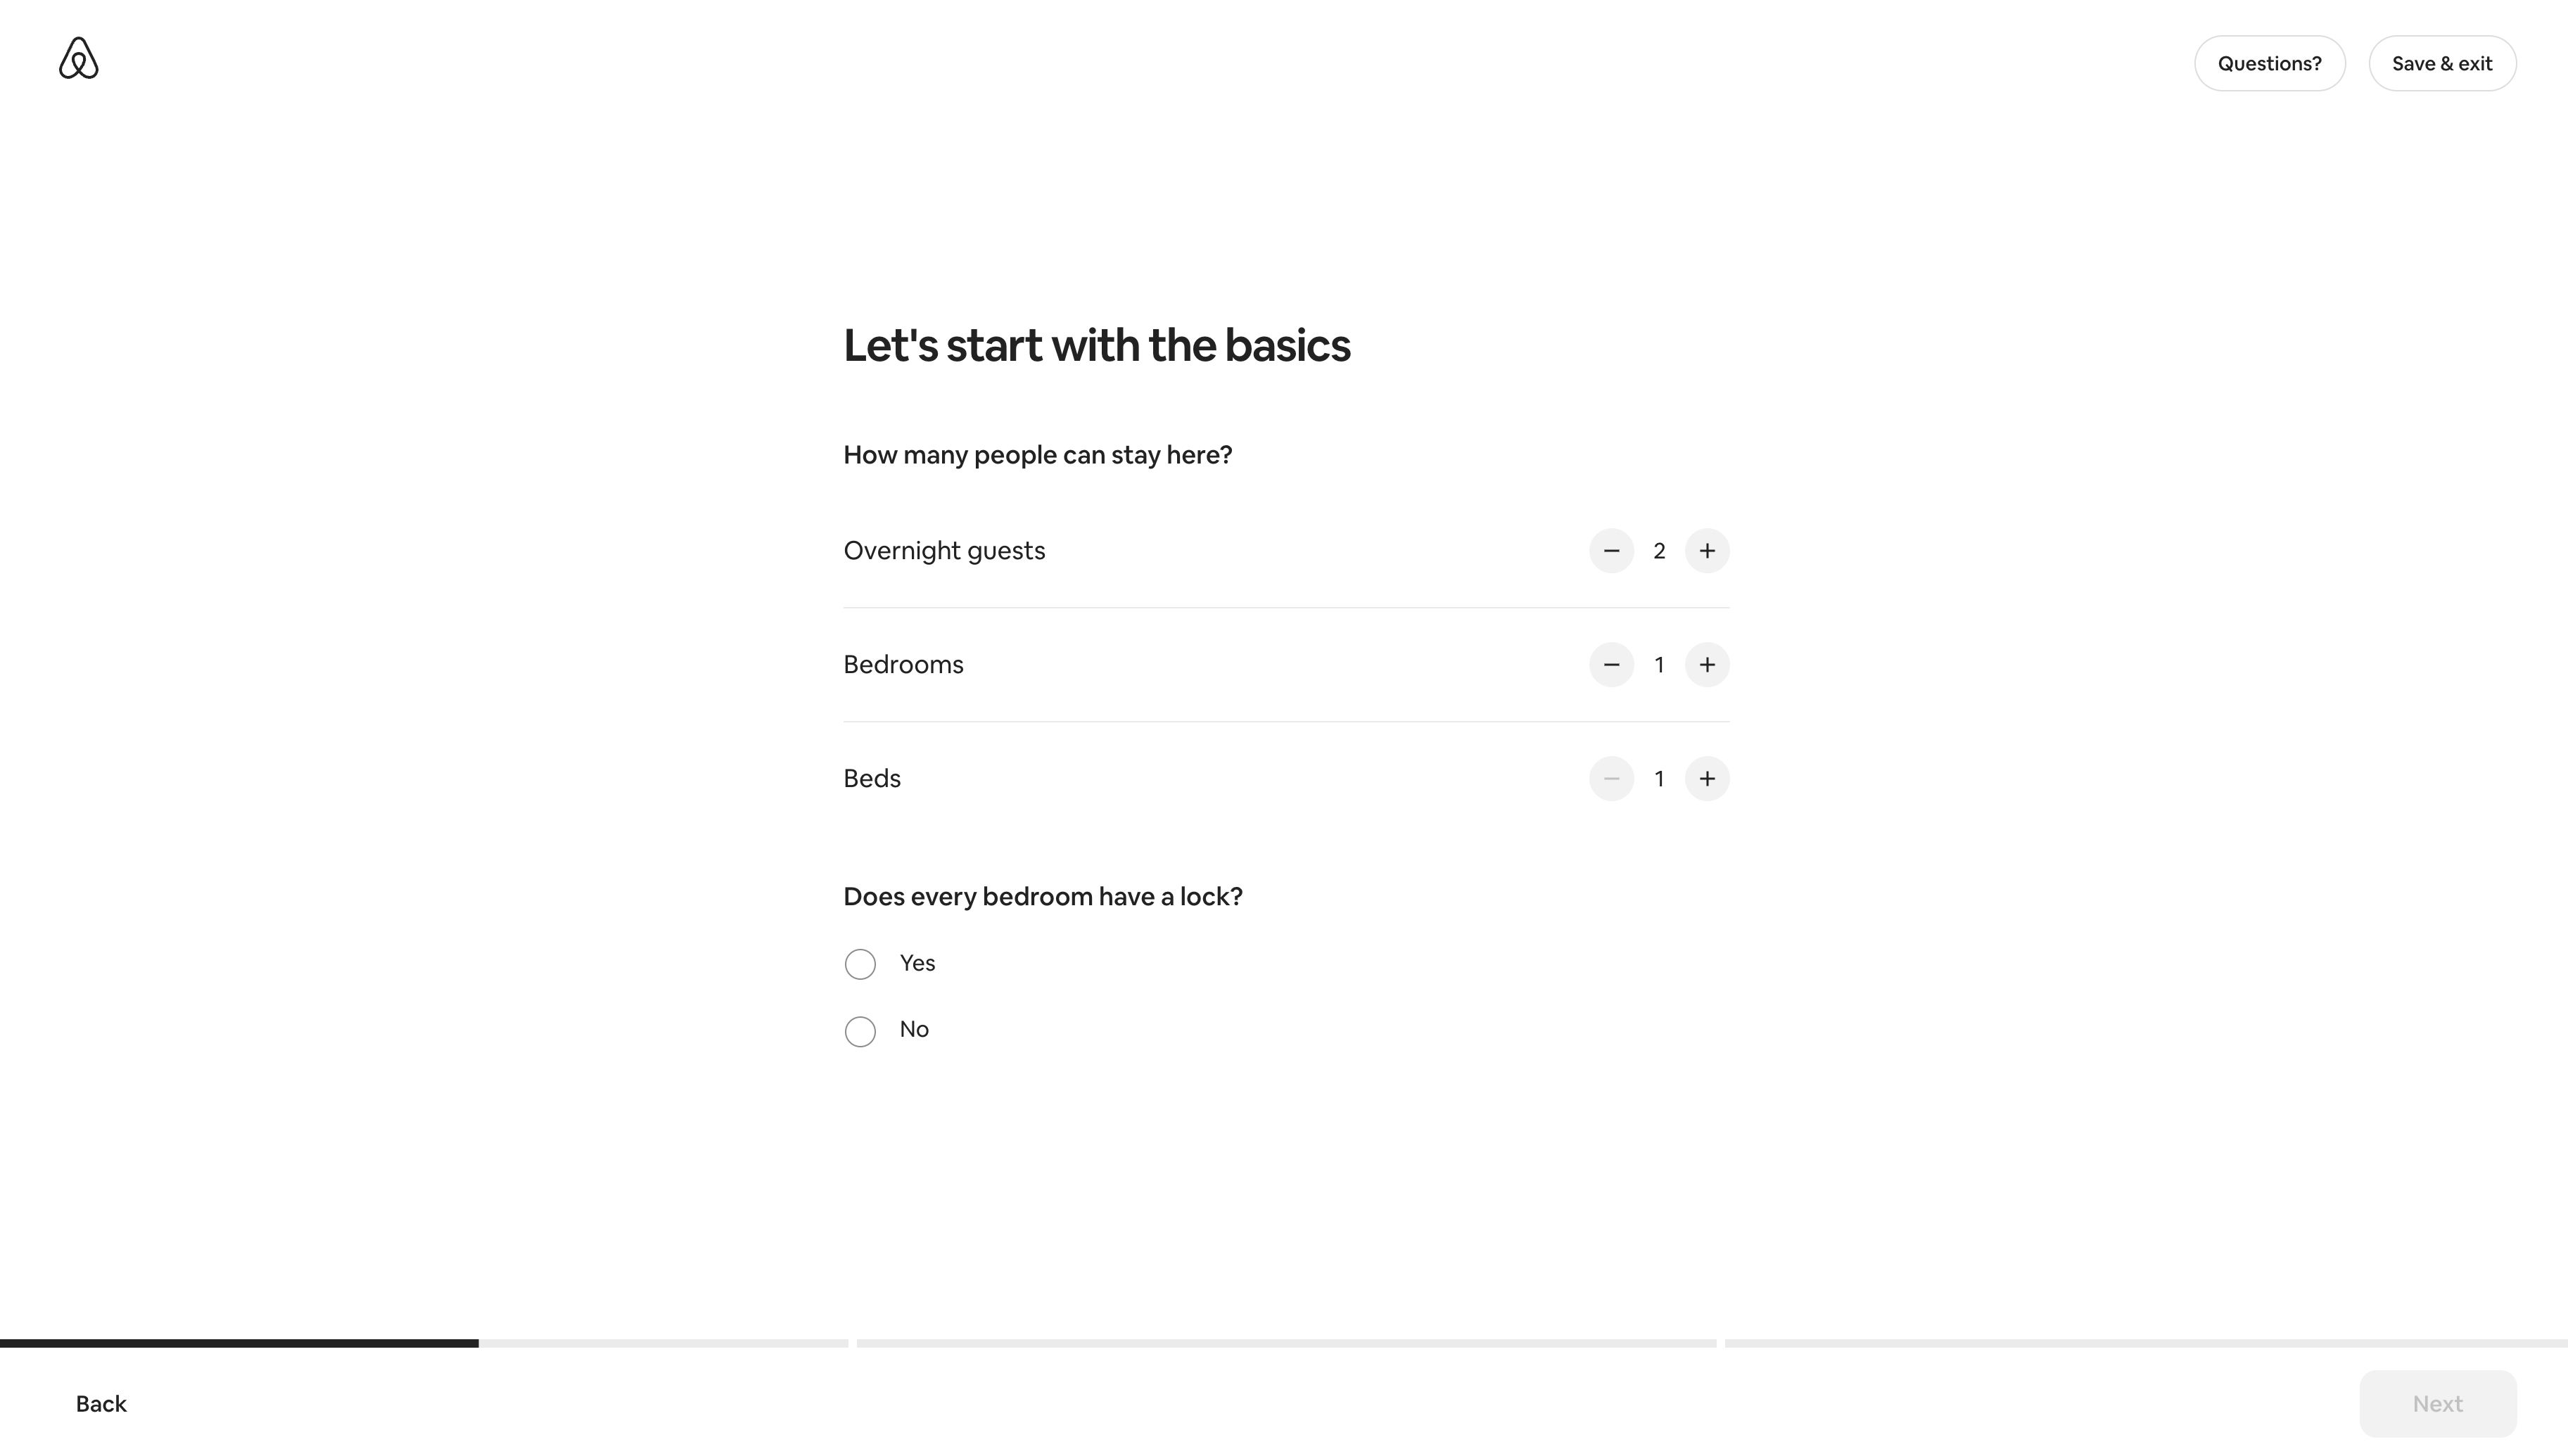 Questions?
Save & exit
Let's start with the basics
How many people can stay here?
Overnight guests
2
Bedrooms
1
Beds
1
Does every bedroom have a lock?
Yes
No
Back
Next